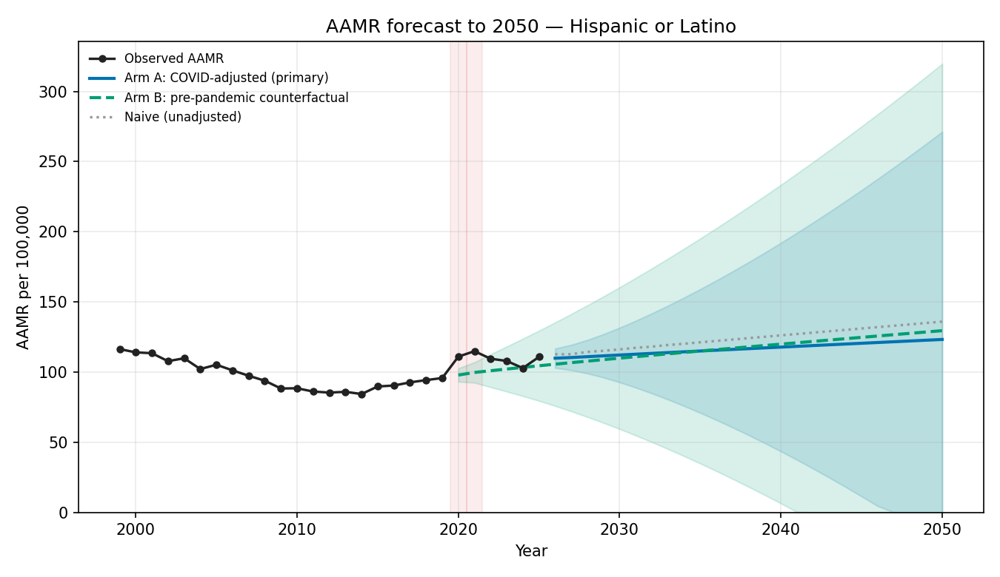 AAMR forecast to 2050 — Hispanic or Latino
Observed AAMR
Arm A: COVID-adjusted (primary)
Arm B: pre-pandemic counterfactual
Naive (unadjusted)
300
250
200
150
100
50
0
AAMR per 100,000
2000 2010 2020 2030 2040 2050
Year